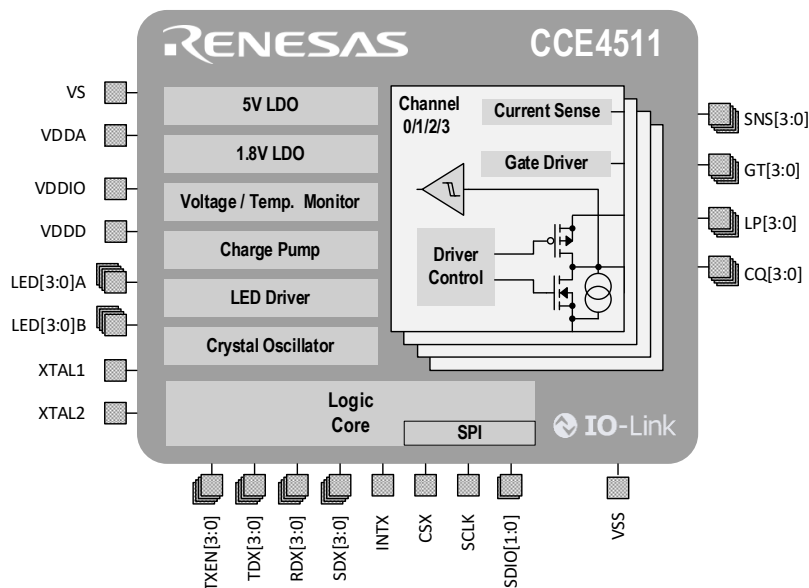 RENESAS
CCE4511
VS
VDDA
VDDIO
VDDD
LED[3:0]A
LED[3:0]B
XTAL1
XTAL2
5V LDO
1.8V LDO
Voltage / Temp. Monitor
Charge Pump
LED Driver
Crystal Oscillator
Channel
0/1/2/3
Current Sense
Gate Driver
Driver
Control
SNS[3:0]
GT[3:0]
LP[3:0]
CQ[3:0]
Logic
Core
SPI
IO-Link
TXEN[3:0]
TDX[3:0]
RDX[3:0]
SDX[3:0]
INTX
CSX
SCLK
SDIO[1:0]
VSS